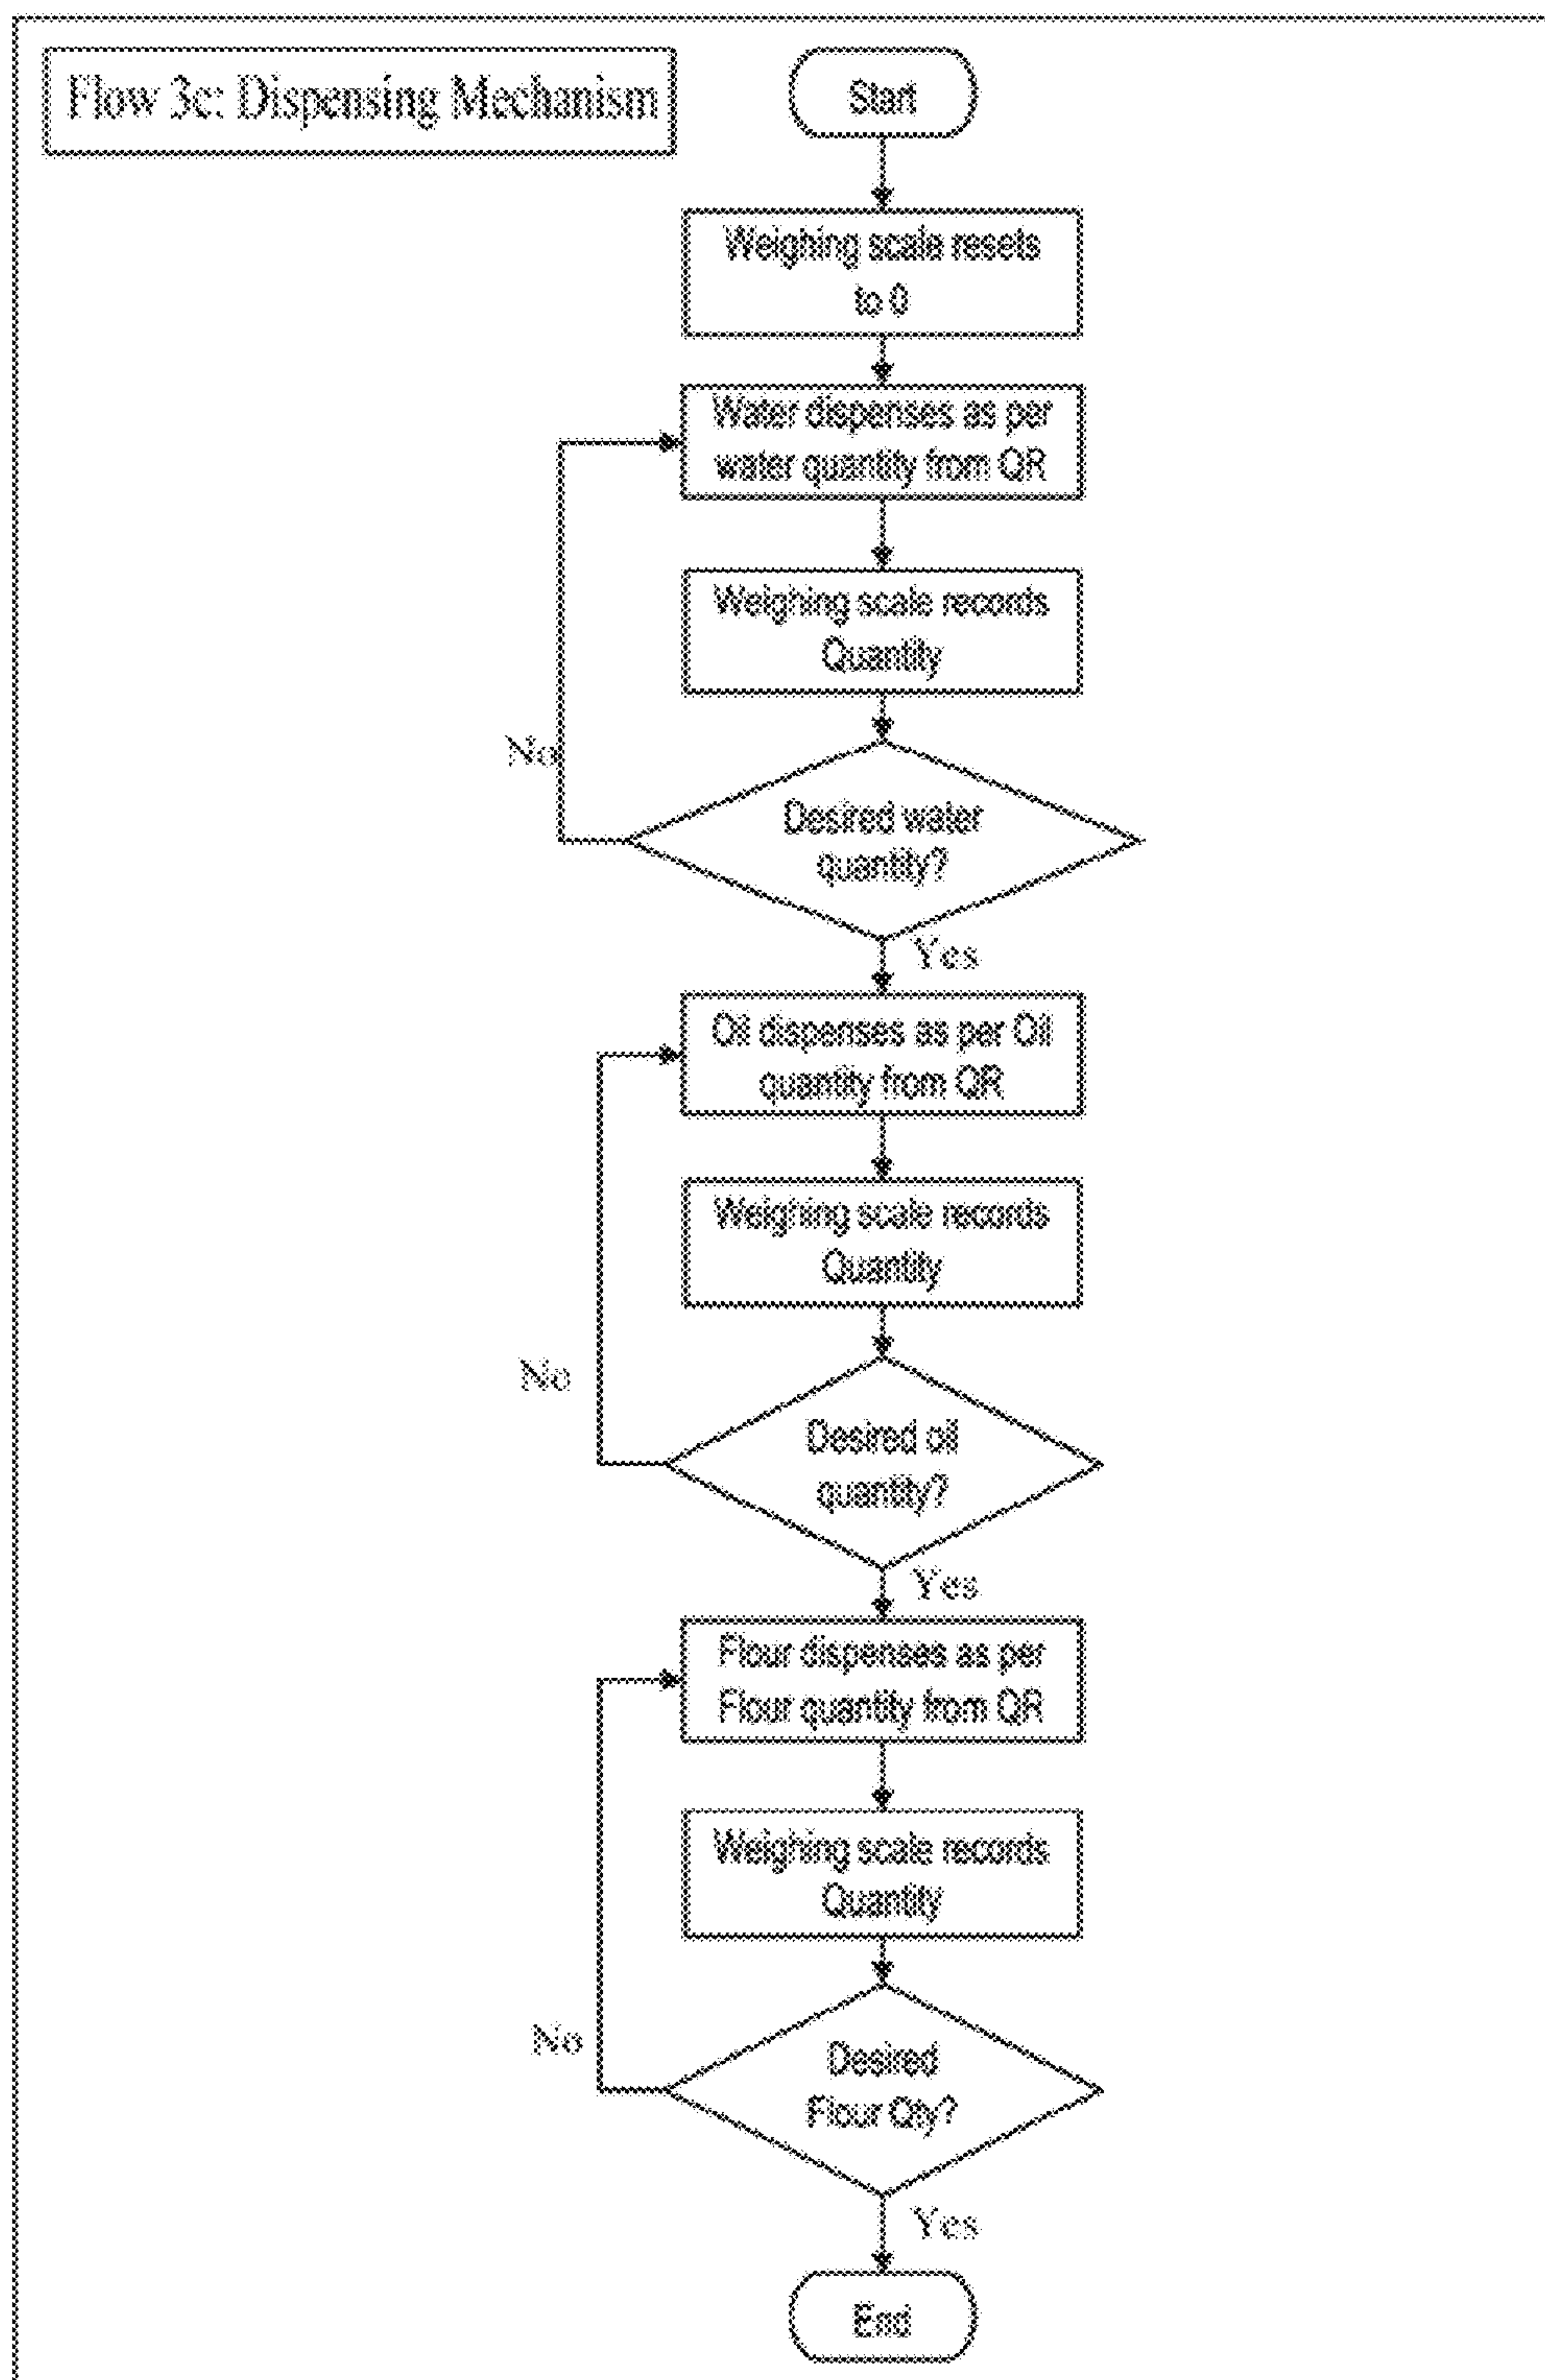 Flow 3c: Dispensing Mechanism
Start
Weighing scale resets
to 0
Water dispenses as per
water quantity from QR
Weighing scale records
Quantity
No
Desired water
quantity?
Yes
Oil dispenses as per Oil
quantity from QR
Weighing scale records
Quantity
No
Desired oil
quantity?
Yes
Flour dispenses as per
Flour quantity from QR
Weighing scale records
Quantity
No
Desired
Flour Qty?
Yes
End